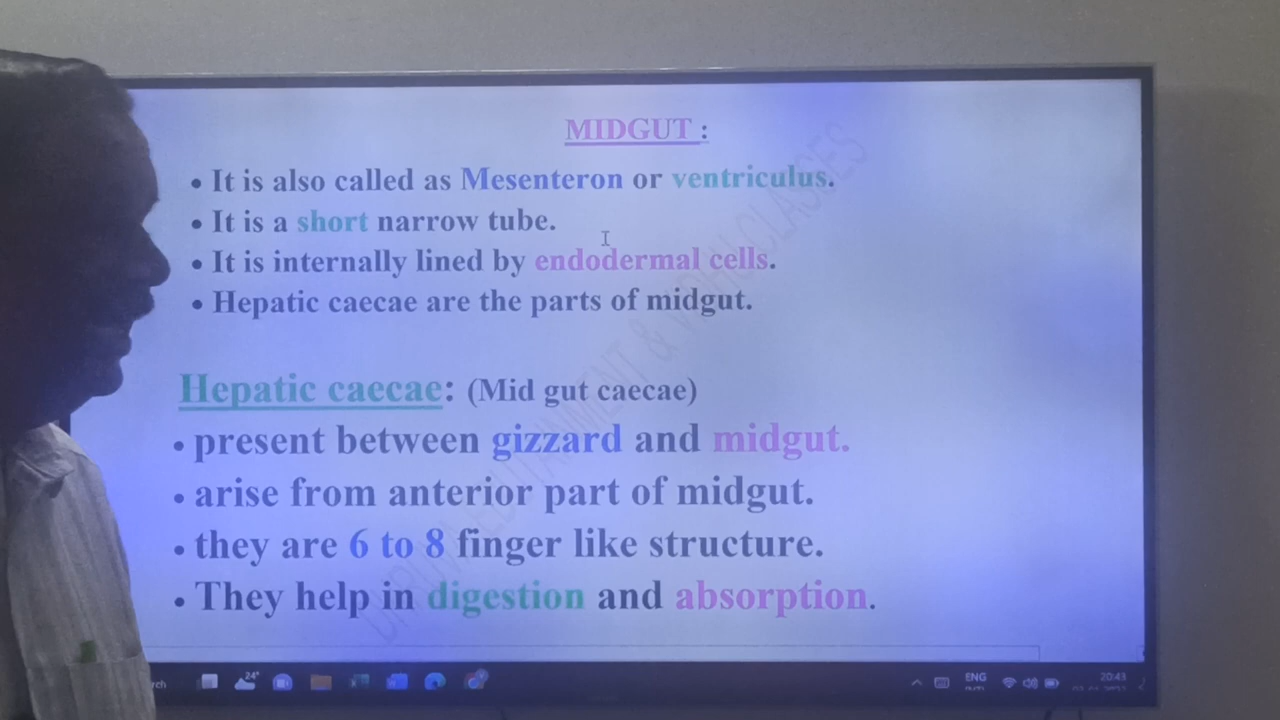 MIDGUT :
• It is also called as Mesenteron or ventriculus.
• It is a short narrow tube.
• It is internally lined by endodermal cells.
• Hepatic caecae are the parts of midgut.
Hepatic caecae: (Mid gut caecae)
• present between gizzard and midgut.
• arise from anterior part of midgut.
• they are 6 to 8 finger like structure.
• They help in digestion and absorption.
24°
ENG
20:43